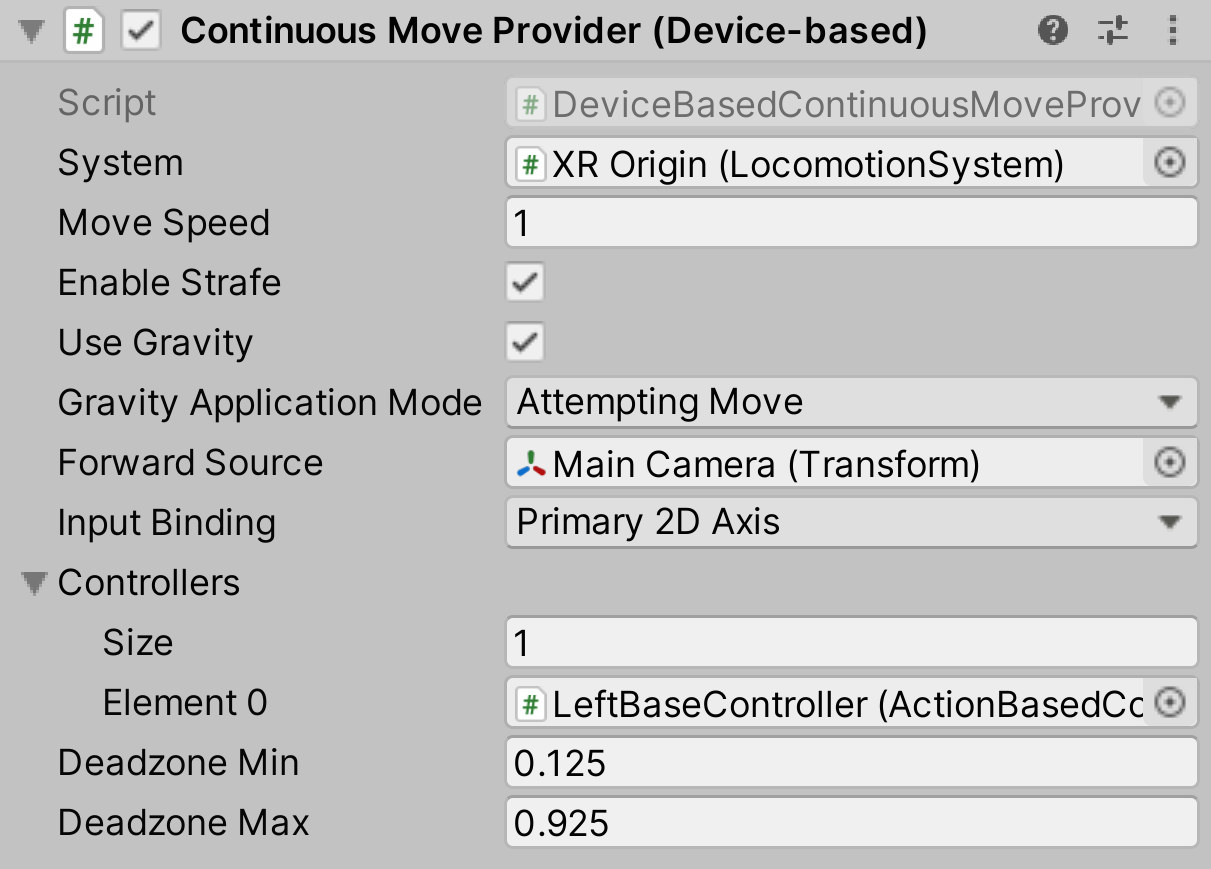 Continuous Move Provider (Device-based)
Script DeviceBasedContinuousMoveProv
System XR Origin (LocomotionSystem)
Move Speed 1
Enable Strafe
Use Gravity
Gravity Application Mode Attempting Move
Forward Source Main Camera (Transform)
Input Binding Primary 2D Axis
Controllers
Size 1
Element 0 LeftBaseController (ActionBasedCo
Deadzone Min 0.125
Deadzone Max 0.925